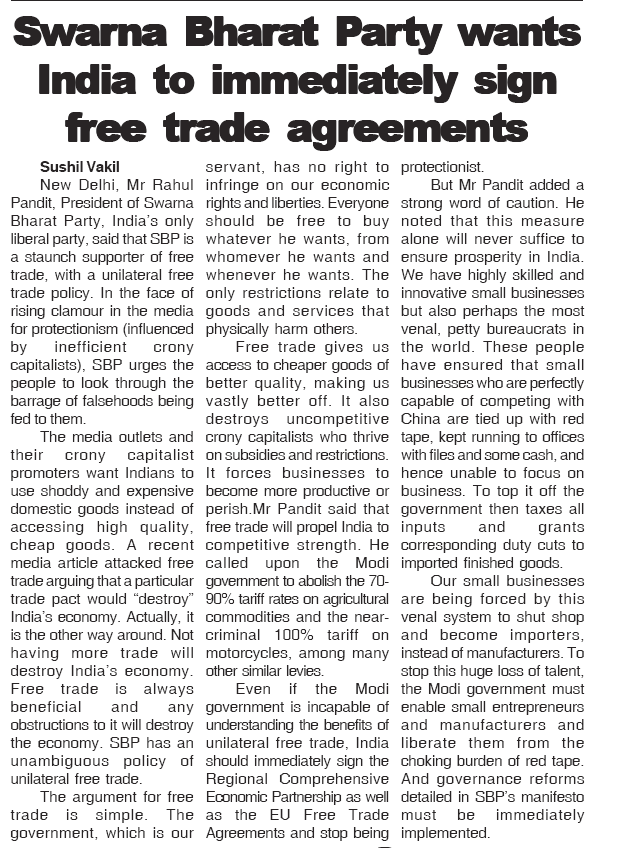 Swarna Bharat Party wants
India to immediately sign
free trade agreements
Sushil Vakil
New Delhi, Mr Rahul
Pandit, President of Swarna
Bharat Party, India's only
liberal party, said that SBP is
a staunch supporter of free
trade, with a unilateral free
trade policy. In the face of
rising clamour in the media
for protectionism (influenced
by inefficient crony
capitalists), SBP urges the
people to look through the
barrage of falsehoods being
fed to them.
The media outlets and
their crony capitalist
promoters want Indians to
use shoddy and expensive
domestic goods instead of
accessing high quality,
cheap goods. A recent
media article attacked free
trade arguing that a particular
trade pact would “destroy”
India's economy. Actually, it
is the other way around. Not
having more trade will
destroy India's economy.
Free trade is always
beneficial and any
obstructions to it will destroy
the economy. SBP has an
unambiguous policy of
unilateral free trade.
The argument for free
trade is simple. The
government, which is our
servant, has no right to
infringe on our economic
rights and liberties. Everyone
should be free to buy
whatever he wants, from
whomever he wants and
whenever he wants. The
only restrictions relate to
goods and services that
physically harm others.
Free trade gives us
access to cheaper goods of
better quality, making us
vastly better off. It also
destroys uncompetitive
crony capitalists who thrive
on subsidies and restrictions.
It forces businesses to
become more productive or
perish.Mr Pandit said that
free trade will propel India to
competitive strength. He
called upon the Modi
government to abolish the 70-
90% tariff rates on agricultural
commodities and the near-
criminal 100% tariff on
motorcycles, among many
other similar levies.
Even if the Modi
government is incapable of
understanding the benefits of
unilateral free trade, India
should immediately sign the
Regional Comprehensive
Economic Partnership as well
as the EU Free Trade
Agreements and stop being
protectionist.
But Mr Pandit added a
strong word of caution. He
noted that this measure
alone will never suffice to
ensure prosperity in India.
We have highly skilled and
innovative small businesses
but also perhaps the most
venal, petty bureaucrats in
the world. These people
have ensured that small
businesses who are perfectly
capable of competing with
China are tied up with red
tape, kept running to offices
with files and some cash, and
hence unable to focus on
business. To top it off the
government then taxes all
inputs and grants
corresponding duty cuts to
imported finished goods.
Our small businesses
are being forced by this
venal system to shut shop
and become importers,
instead of manufacturers. To
stop this huge loss of talent,
the Modi government must
enable small entrepreneurs
and manufacturers and
liberate them from the
choking burden of red tape.
And governance reforms
detailed in SBP's manifesto
must be immediately
implemented.